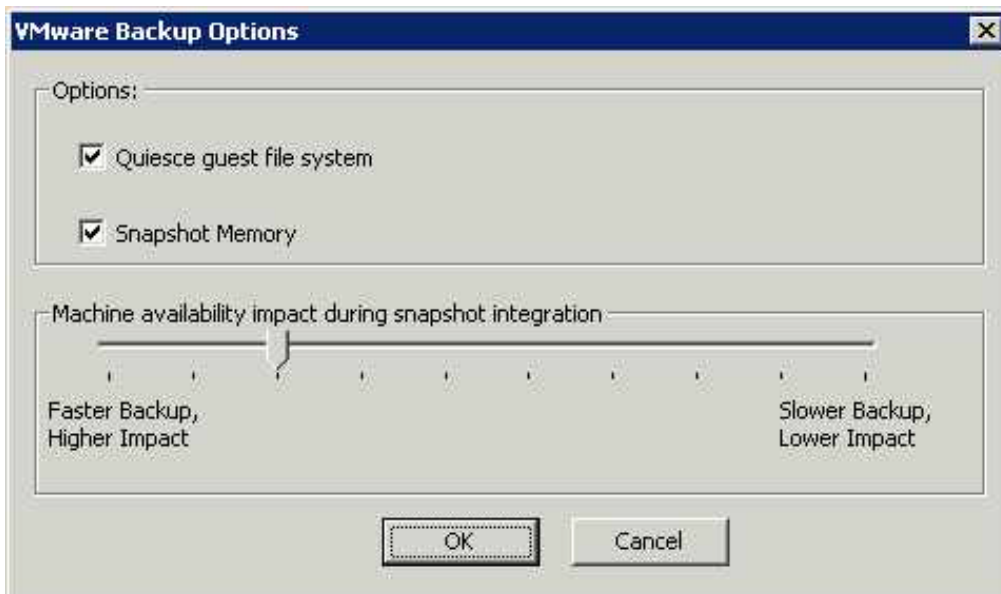 VMware Backup Options
Options:
Quiesce guest file system
Snapshot Memory
Machine availability impact during snapshot integration
Faster Backup,
Higher Impact
Slower Backup,
Lower Impact
OK
Cancel